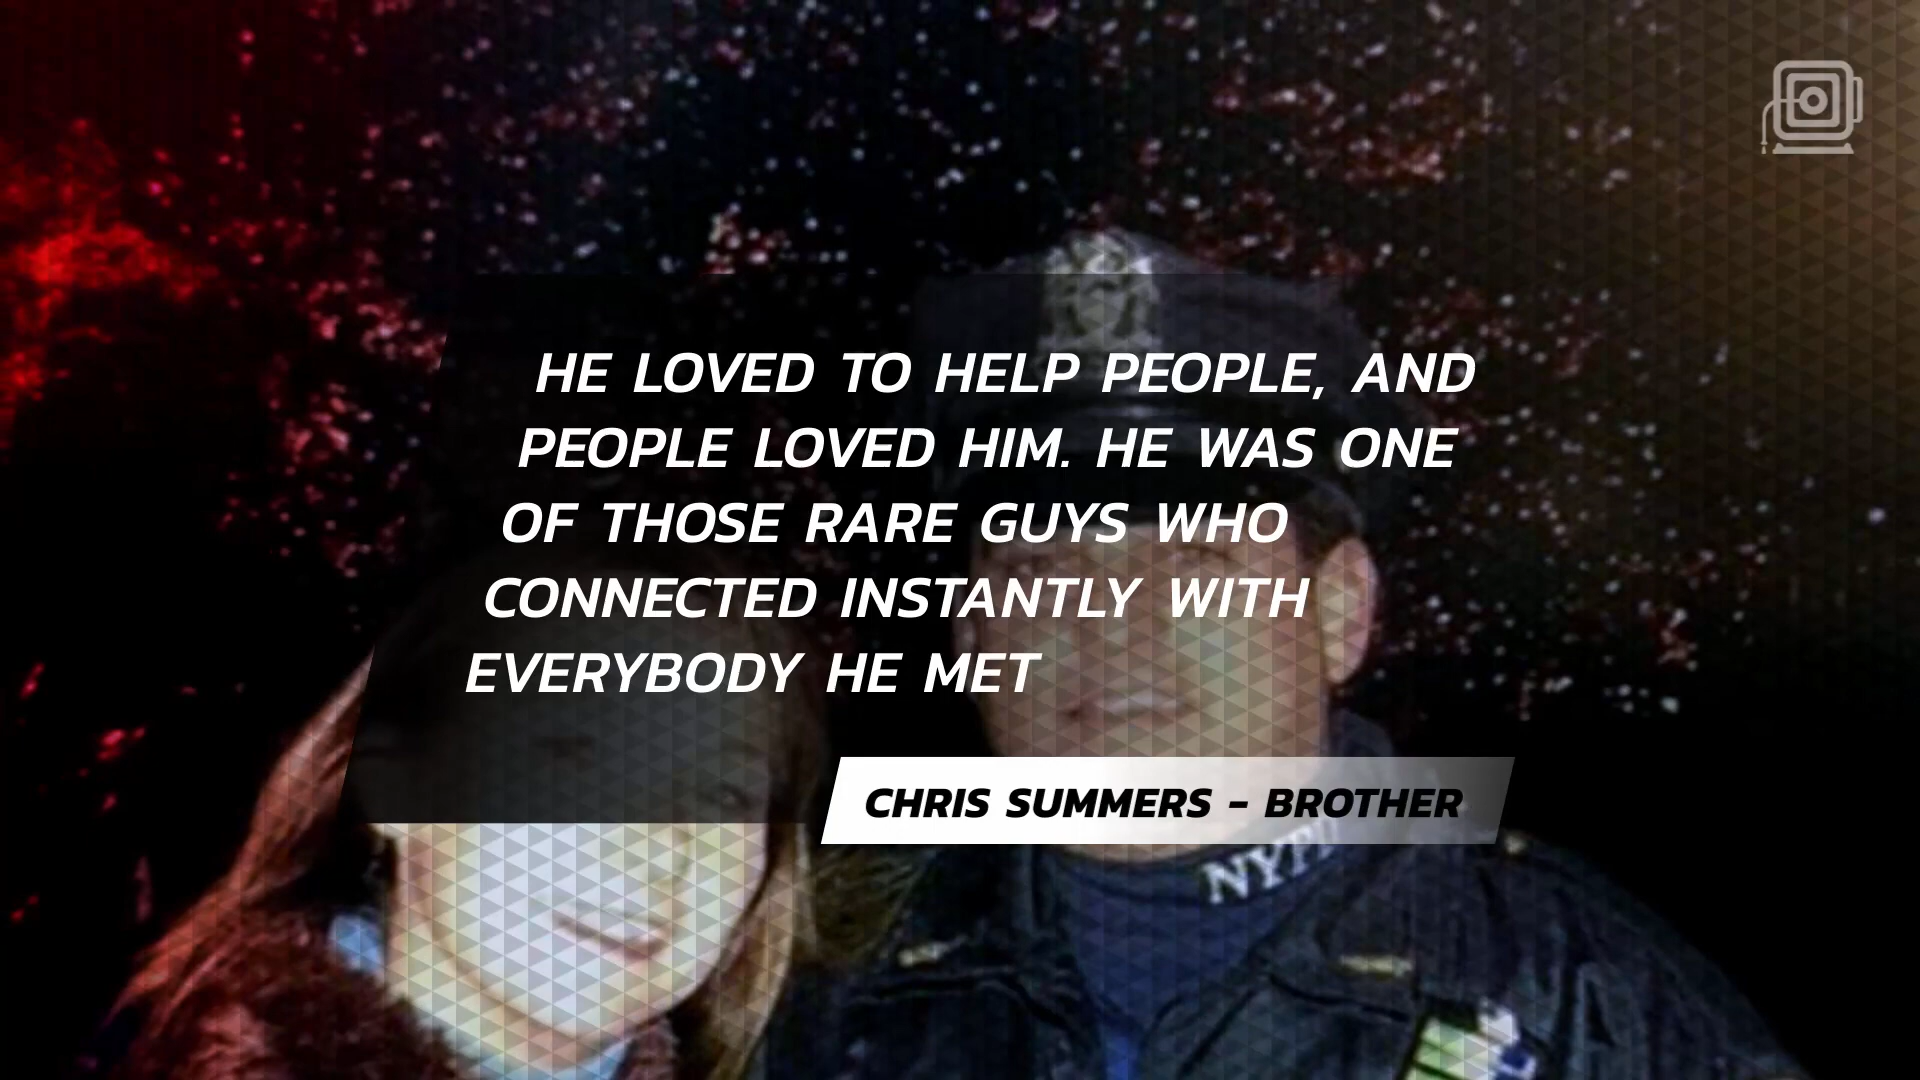 HE LOVED TO HELP PEOPLE, AND
PEOPLE LOVED HIM. HE WAS ONE
OF THOSE RARE GUYS WHO
CONNECTED INSTANTLY WITH
EVERYBODY HE MET
CHRIS SUMMERS – BROTHER